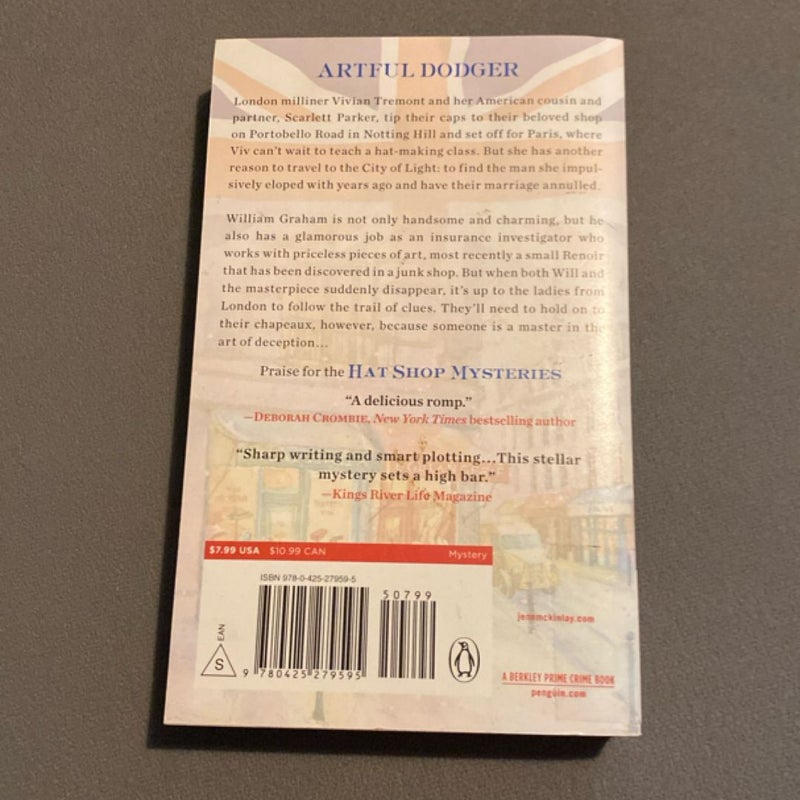 ARTFUL DODGER
London milliner Vivian Tremont and her American cousin and
partner, Scarlett Parker, tip their caps to their beloved shop
on Portobello Road in Notting Hill and set off for Paris, where
Viv can't wait to teach a hat-making class. But she has another
reason to travel to the City of Light: to find the man she impul-
sively eloped with years ago and have their marriage annulled.
William Graham is not only handsome and charming, but he
also has a glamorous job as an insurance investigator who
works with priceless pieces of art, most recently a small Renoir
that has been discovered in a junk shop. But when both Will and
the masterpiece suddenly disappear, it's up to the ladies from
London to follow the trail of clues. They'll need to hold on to
their chapeaux, however, because someone is a master in the
art of deception...
Praise for the HAT SHOP MYSTERIES
"A delicious romp."
—DEBORAH CROMBIE, New York Times bestselling author
"Sharp writing and smart plotting...This stellar
mystery sets a high bar."
—Kings River Life Magazine
$7.99 USA $10.99 CAN Mystery
ISBN 978-0-425-27959-5
50799
EAN
S
9 780425 279595
jennmckinlay.com
A BERKLEY PRIME CRIME BOOK
penguin.com